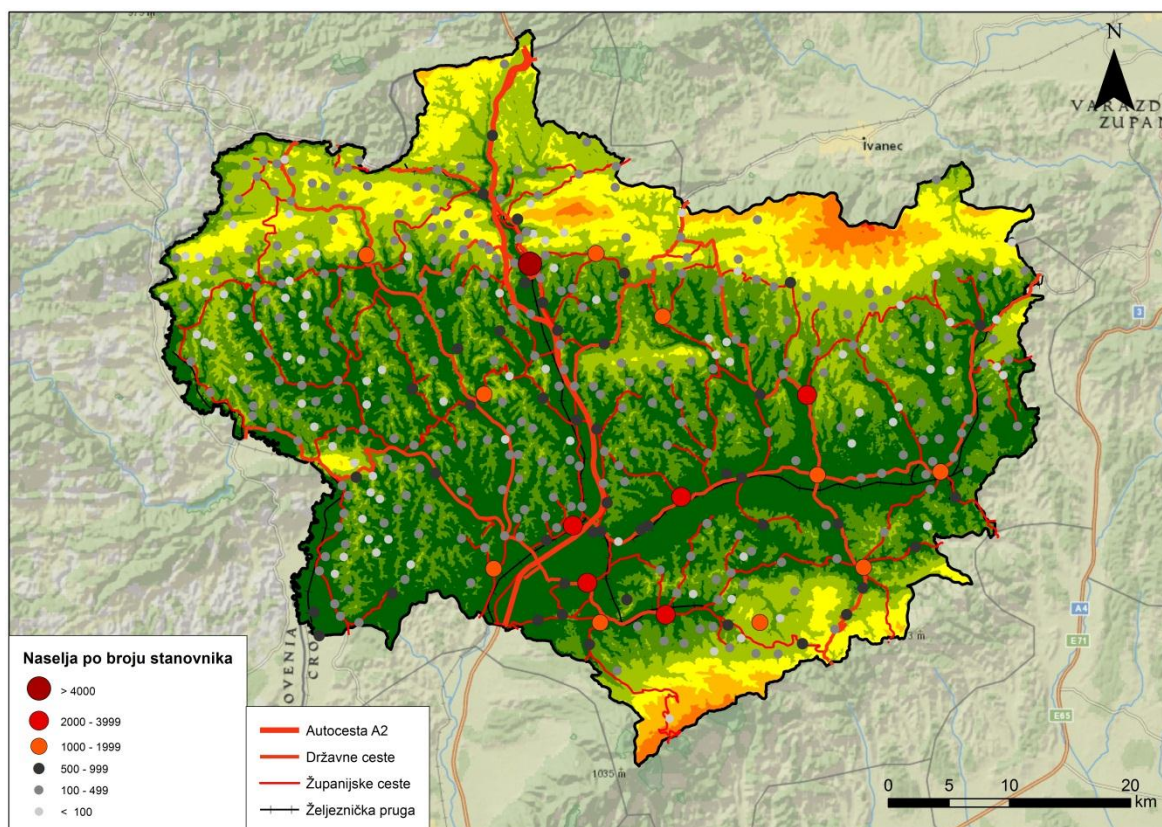 N
VARAZD
ZUPAN
Ivanec
3
A4
E71
E65
1035 m
OVENIA
CRO
Naselja po broju stanovnika
> 4000
2000 - 3999
1000 - 1999
500 - 999
100 - 499
< 100
Autocesta A2
Državne ceste
Županijske ceste
Željeznička pruga
0 5 10 20
km